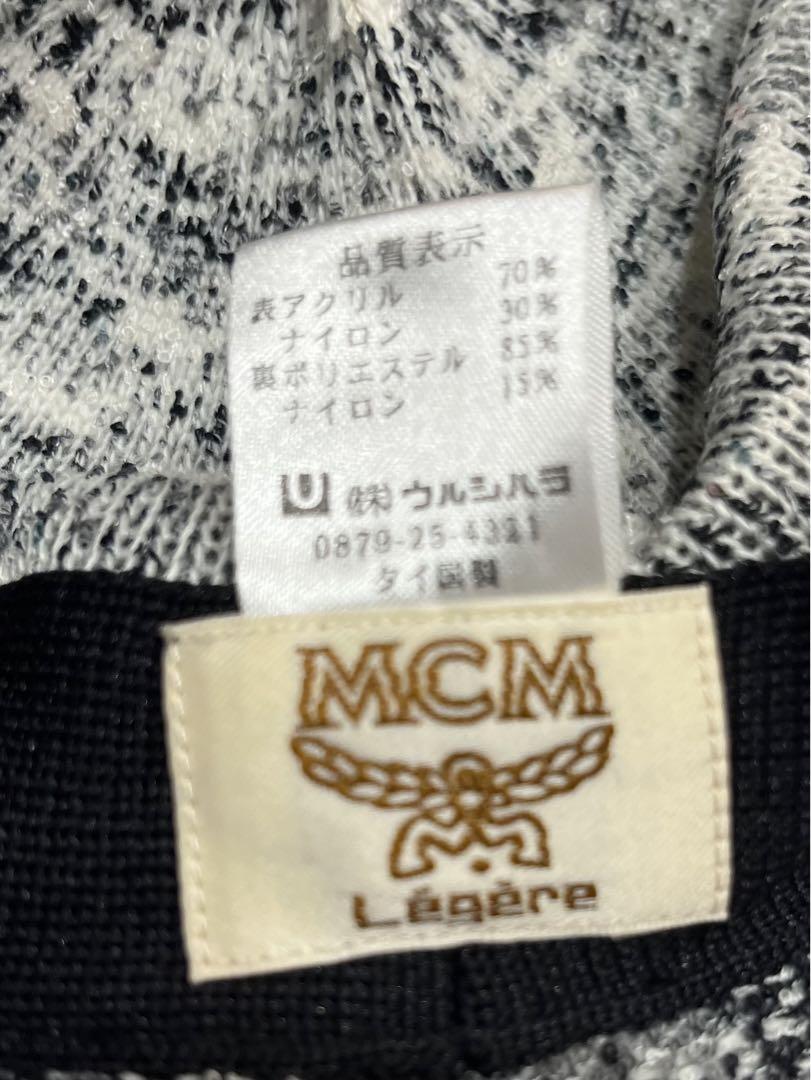 品質表示
表アクリル 70%
ナイロン 30%
裏ポリエステル 85%
ナイロン 15%
U ㈱ウルシハラ
0879-25-4321
タイ国製
MCM
Légère